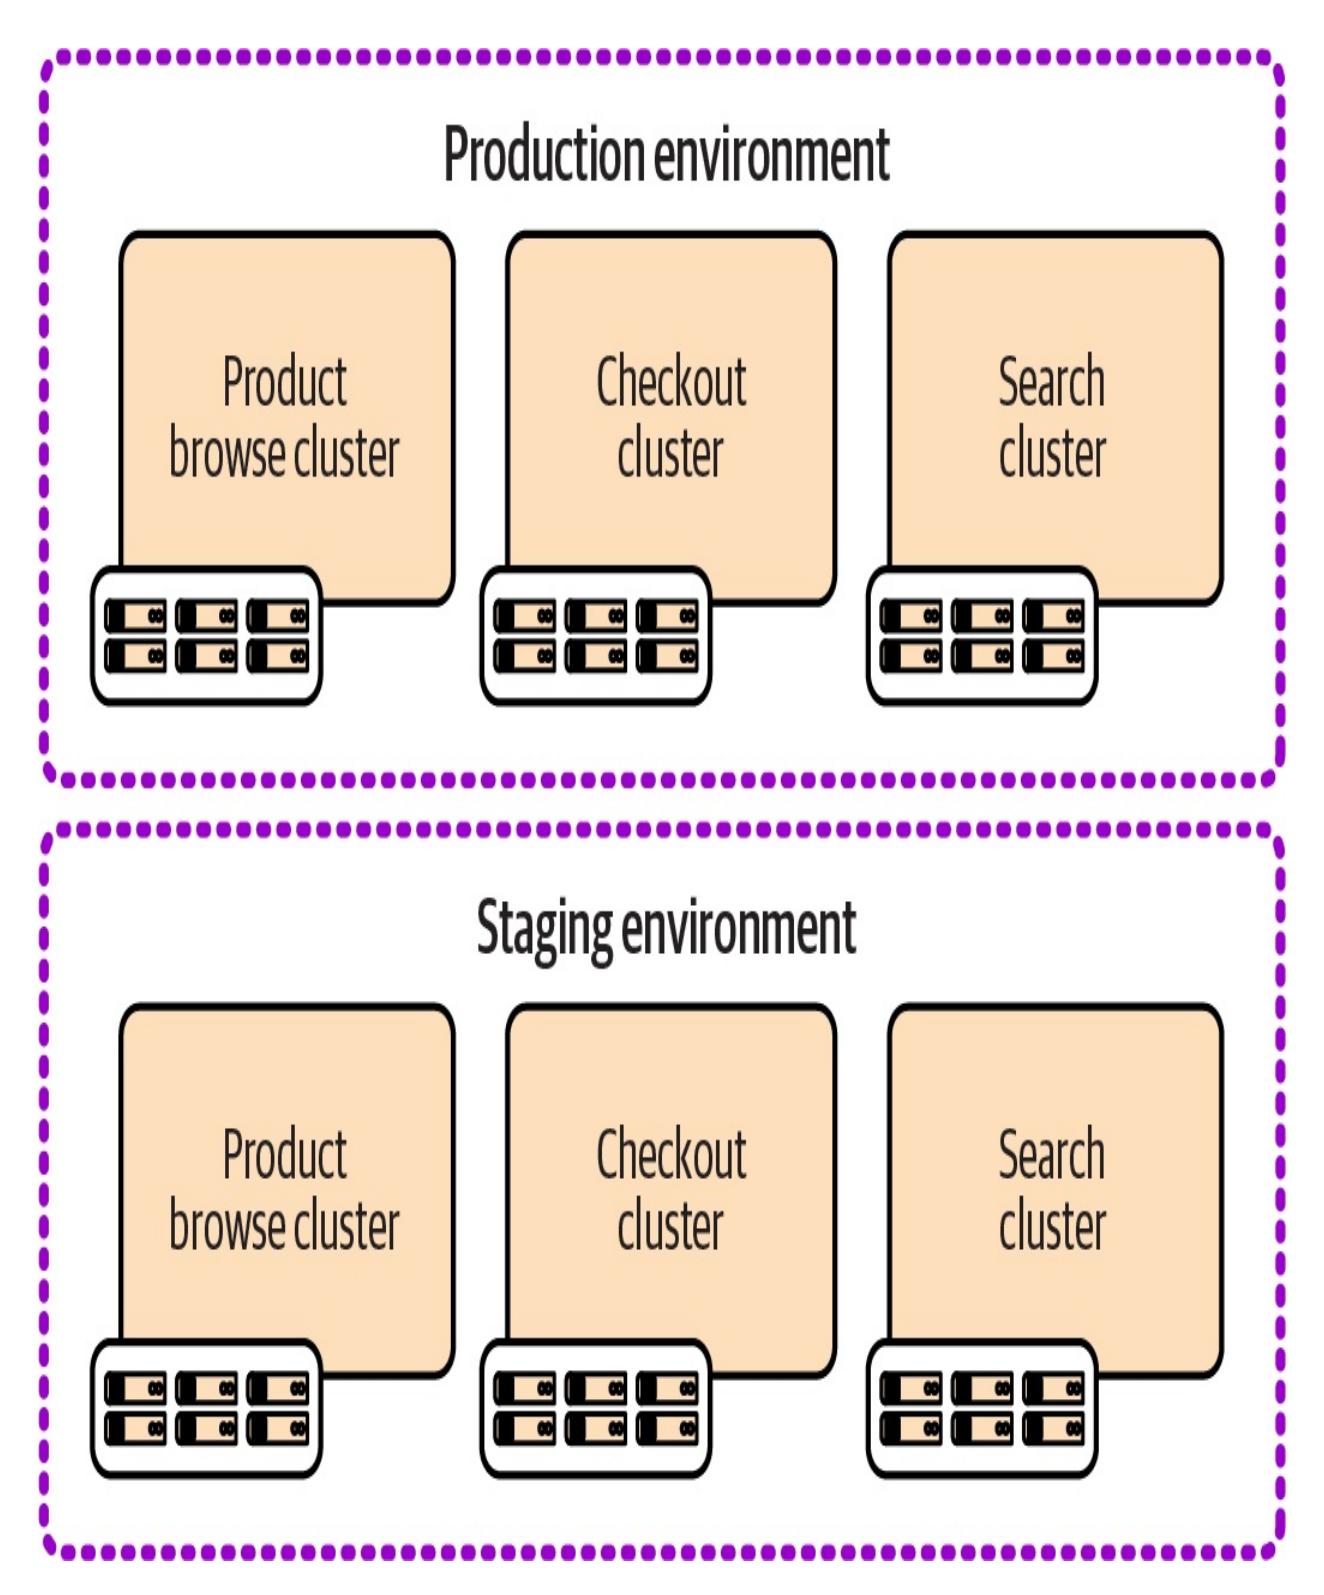 Production environment
Product
browse cluster
Checkout
cluster
Search
cluster
Staging environment
Product
browse cluster
Checkout
cluster
Search
cluster